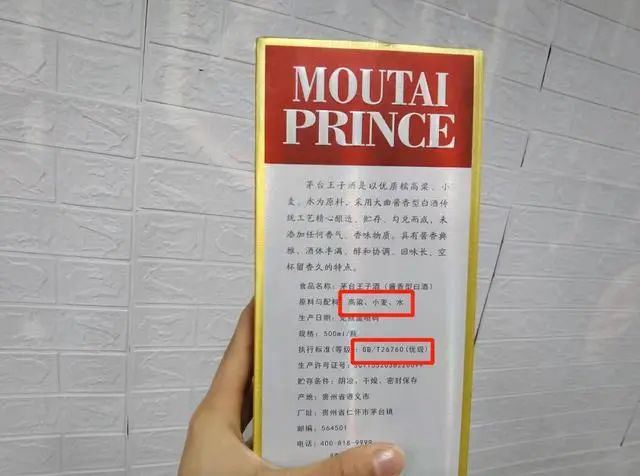 MOUTAI
PRINCE
茅台王子酒是以优质糯高粱、小
麦、水为原料，采用大曲酱香型白酒传
统工艺精心酿造、贮存、勾兑而成，未
添加任何香气、香味物质。具有酱香典
雅、酒体丰满、醇和协调、回味长、空
杯留香久的特点。
食品名称：茅台王子酒（酱香型白酒）
原料与配料：高粱、小麦、水
生产日期：见
规格：500ml/瓶
执行标准(等级)：GB/T26760(优级)
生产许可证号：
贮存条件：阴凉、干燥、密封保存
产地：贵州省遵义市
厂址：贵州省仁怀市茅台镇
邮编：564501
电话：400-818-9999